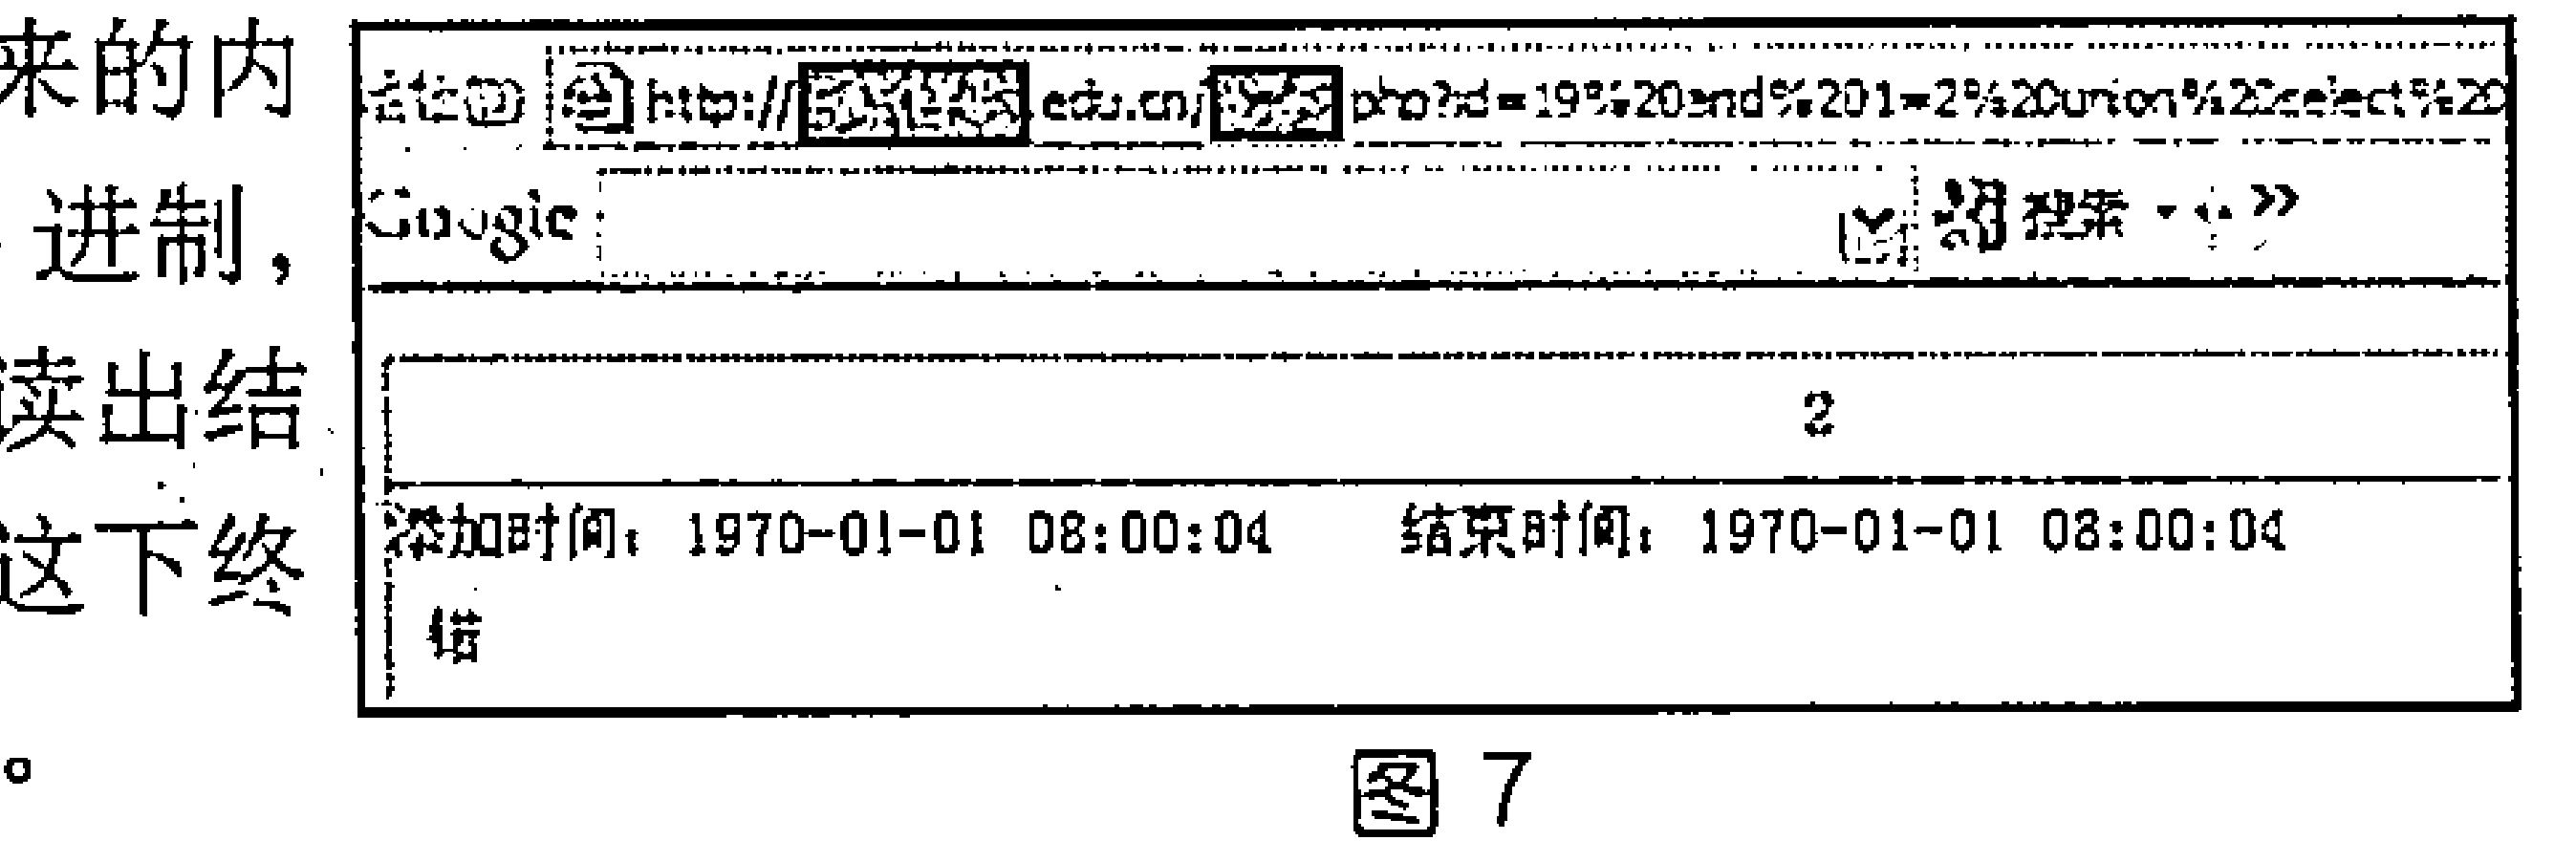 来的内
进制，
读出结
这下终
。
http:// .edu.cn/ php?id=19%20and%201=2%20union%20select%20
Google 搜索 »
2
添加时间： 1970-01-01 08:00:04 结束时间： 1970-01-01 08:00:04
错
图 7